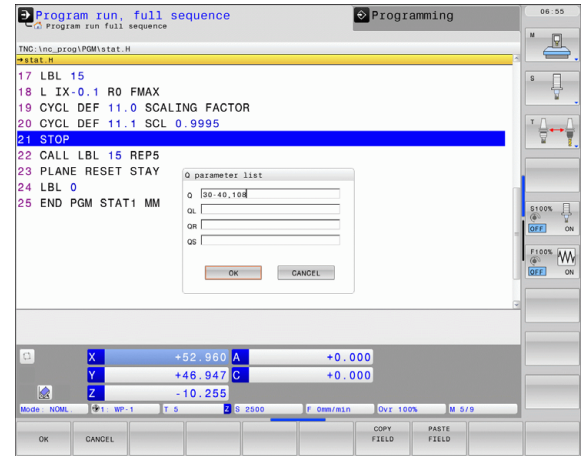 Program run, full sequence
Program run full sequence
Programming
06:55
TNC:\nc_prog\PGM\stat.H
→stat.H
17 LBL 15
18 L IX-0.1 R0 FMAX
19 CYCL DEF 11.0 SCALING FACTOR
20 CYCL DEF 11.1 SCL 0.9995
21 STOP
22 CALL LBL 15 REP5
23 PLANE RESET STAY
24 LBL 0
25 END PGM STAT1 MM
Q parameter list
Q 30-40,108
QL
QR
QS
OK CANCEL
M
S
T
S100%
OFF ON
F100%
OFF ON
X +52.960 A +0.000
Y +46.947 C +0.000
Z -10.255
Mode: NOML. 1: WP-1 T 5 Z S 2500 F 0mm/min Ovr 100% M 5/9
OK CANCEL COPY FIELD PASTE FIELD